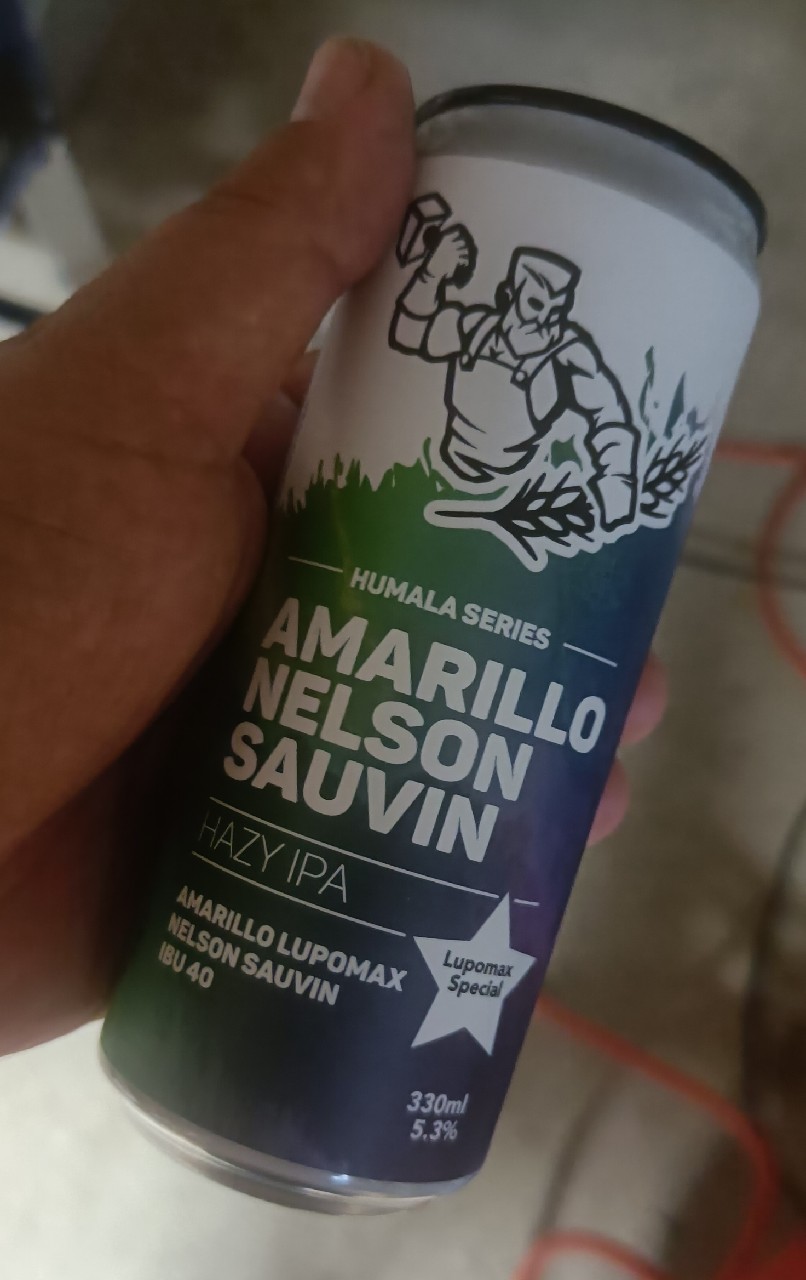 HUMALA SERIES
AMARILLO
NELSON
SAUVIN
HAZY IPA
AMARILLO LUPOMAX
NELSON SAUVIN
IBU 40
Lupomax
Special
330ml
5.3%